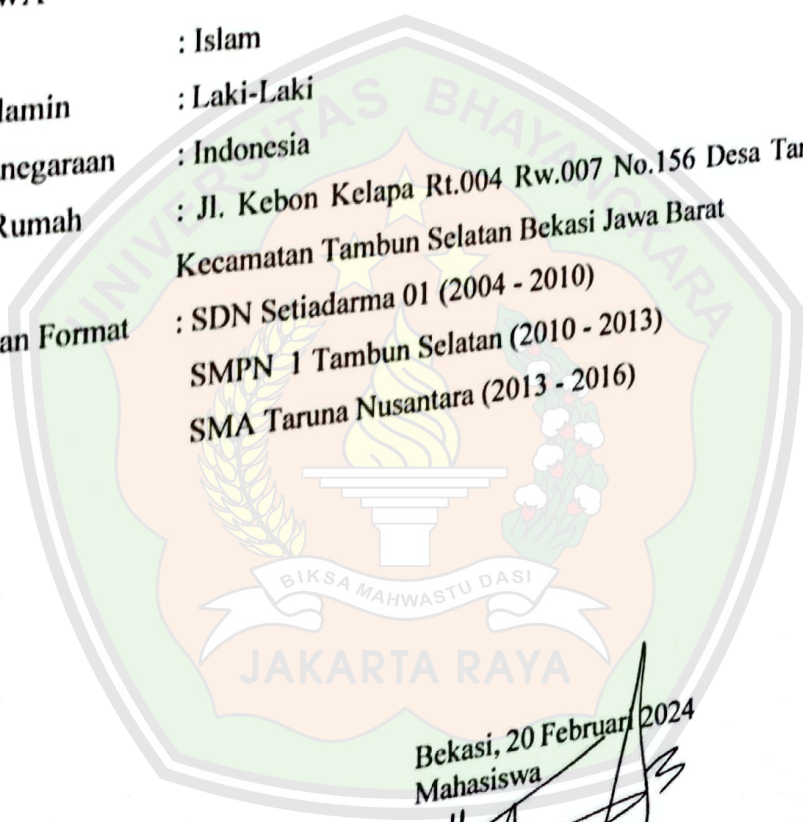 : Islam
lamin : Laki-Laki
negaraan : Indonesia
Rumah : Jl. Kebon Kelapa Rt.004 Rw.007 No.156 Desa Tam
Kecamatan Tambun Selatan Bekasi Jawa Barat
an Format : SDN Setiadarma 01 (2004 - 2010)
SMPN 1 Tambun Selatan (2010 - 2013)
SMA Taruna Nusantara (2013 - 2016)
UNIVERSITAS BHAYANGKARA
BIKSA MAHWASTU DASI
JAKARTA RAYA
Bekasi, 20 Februari 2024
Mahasiswa